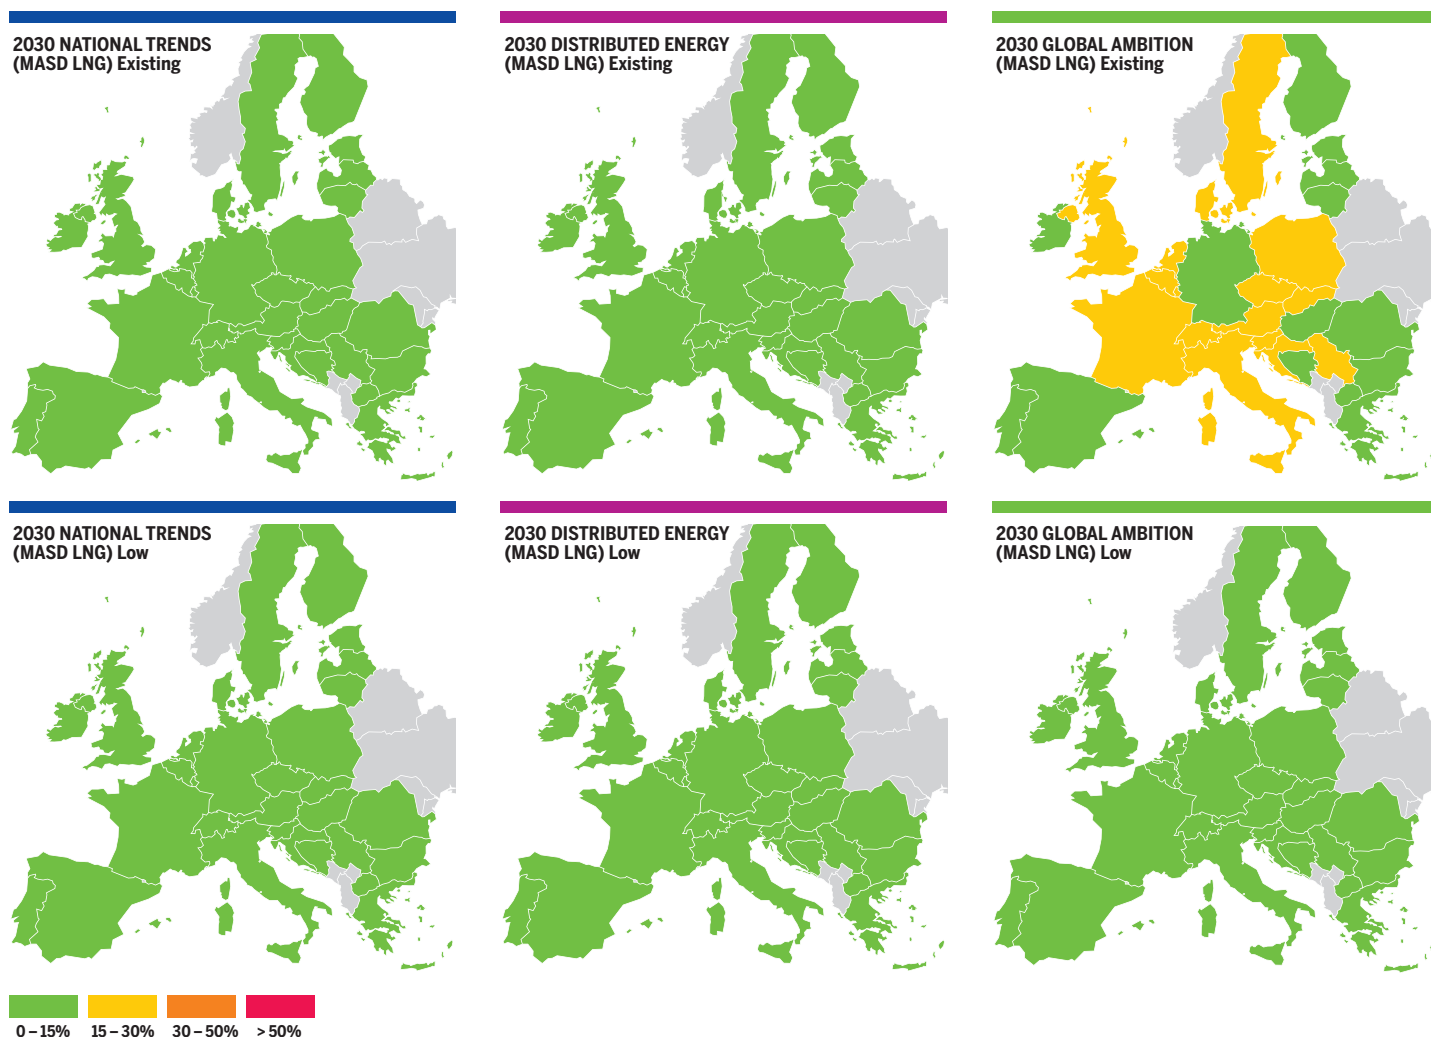 2030 NATIONAL TRENDS
(MASD LNG) Existing
2030 DISTRIBUTED ENERGY
(MASD LNG) Existing
2030 GLOBAL AMBITION
(MASD LNG) Existing
2030 NATIONAL TRENDS
(MASD LNG) Low
2030 DISTRIBUTED ENERGY
(MASD LNG) Low
2030 GLOBAL AMBITION
(MASD LNG) Low
0 – 15% 15 – 30% 30 – 50% > 50%